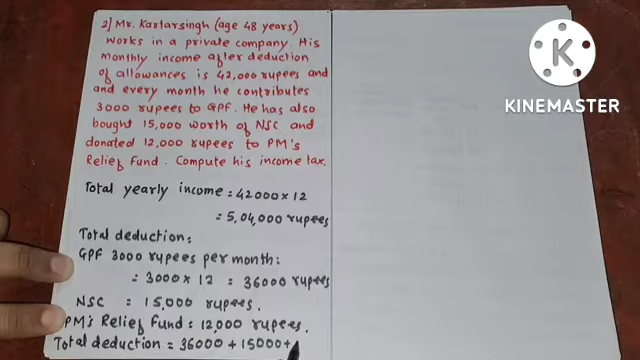 2] Mr. Kartarsingh (age 48 years)
works in a private company. His
monthly income after deduction
of allowances is 42,000 rupees and
and every month he contributes
3000 rupees to GPF. He has also
bought 15,000 worth of NSC and
donated 12,000 rupees to PM's
Relief Fund. Compute his income tax.
Total yearly income = 42000 × 12
= 5,04,000 rupees
Total deduction:
GPF 3000 rupees per month:
= 3000 × 12 = 36000 rupees
NSC = 15,000 rupees.
PM's Relief Fund = 12,000 rupees.
Total deduction = 36000 + 15000+
K
KINEMASTER